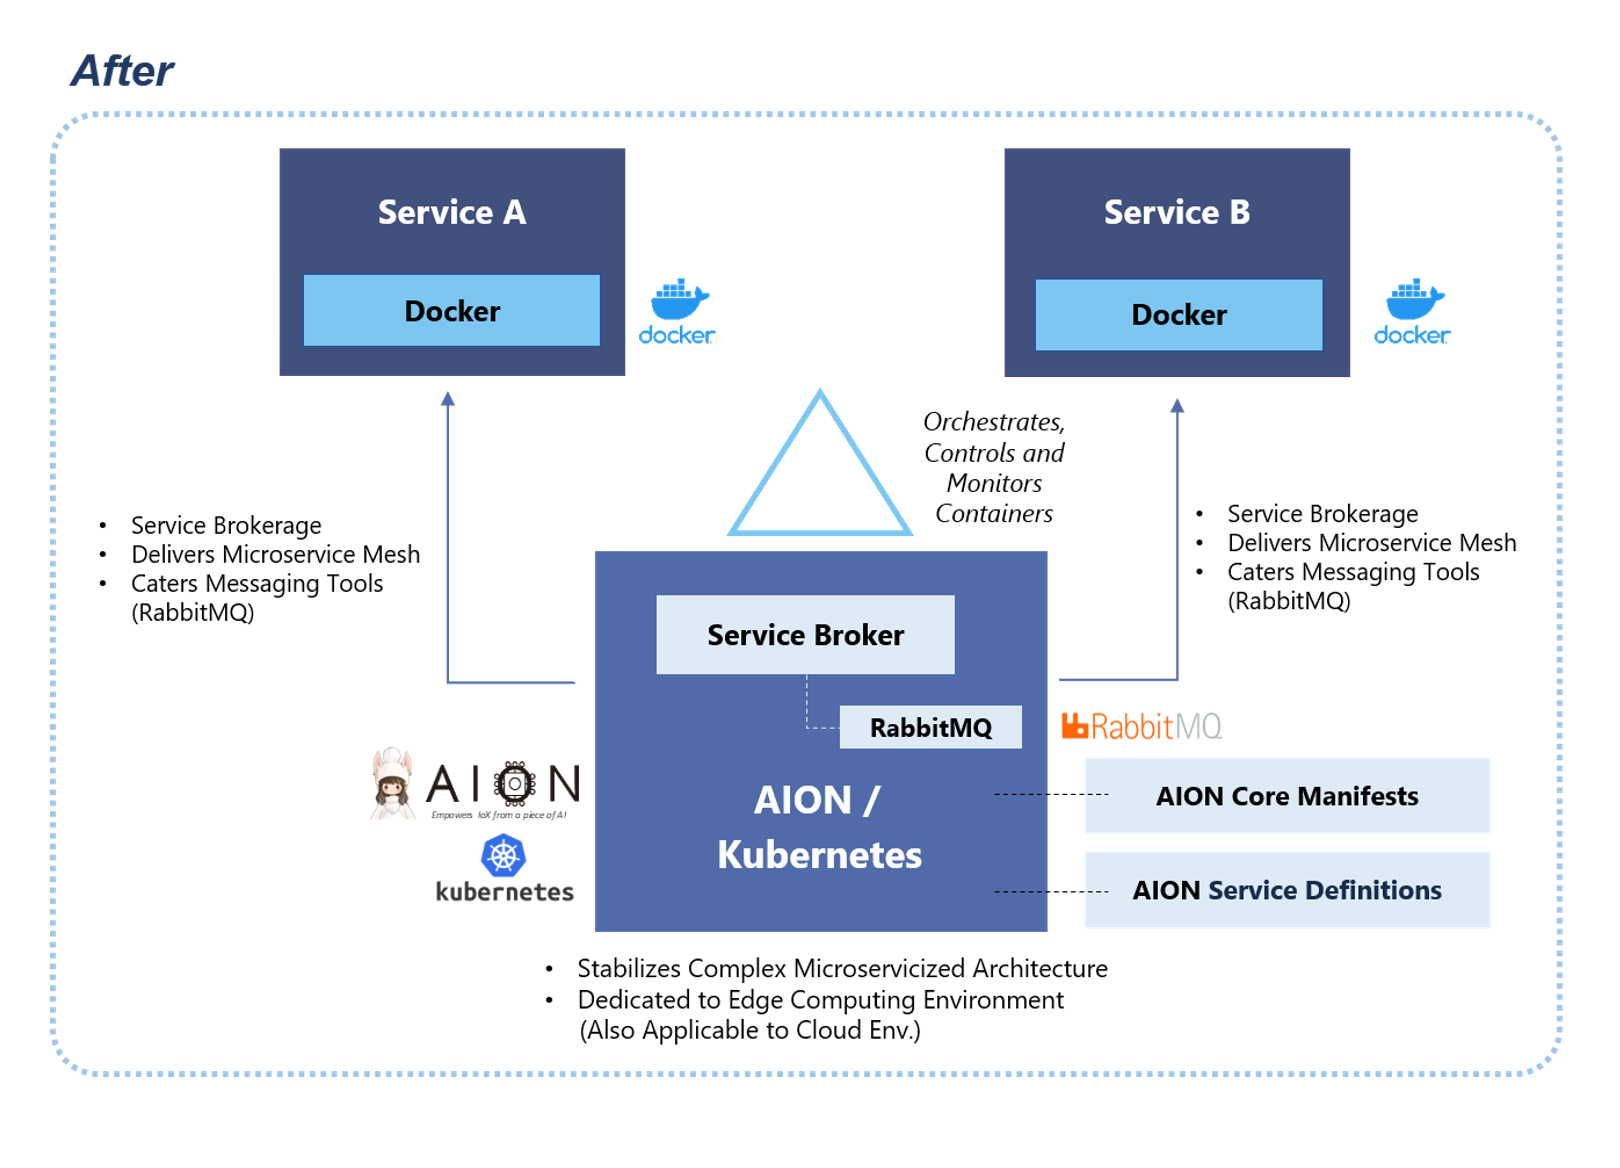 After
Service A
Docker
docker
Service B
Docker
docker
Orchestrates,
Controls and
Monitors
Containers
• Service Brokerage
• Delivers Microservice Mesh
• Caters Messaging Tools
(RabbitMQ)
• Service Brokerage
• Delivers Microservice Mesh
• Caters Messaging Tools
(RabbitMQ)
Service Broker
RabbitMQ
RabbitMQ
AION
Empowers IoX from a piece of AI
kubernetes
AION /
Kubernetes
AION Core Manifests
AION Service Definitions
• Stabilizes Complex Microservicized Architecture
• Dedicated to Edge Computing Environment
(Also Applicable to Cloud Env.)